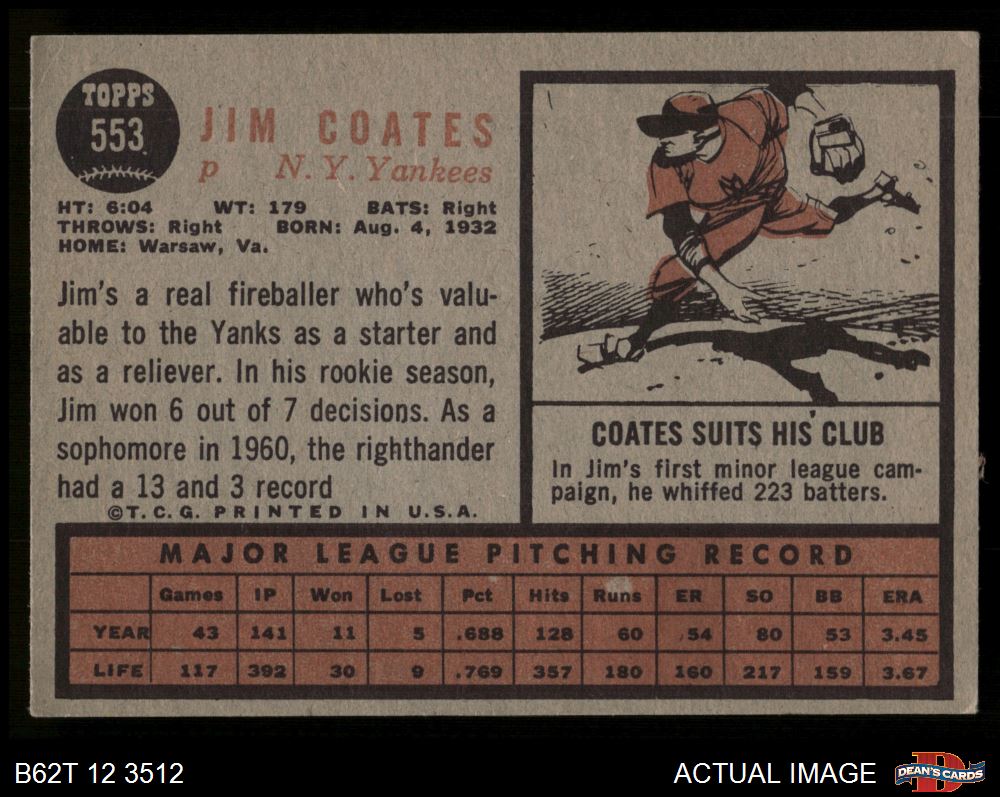 TOPPS
553
JIM COATES
p N. Y. Yankees
HT: 6:04 WT: 179 BATS: Right
THROWS: Right BORN: Aug. 4, 1932
HOME: Warsaw, Va.
Jim's a real fireballer who's valu-
able to the Yanks as a starter and
as a reliever. In his rookie season,
Jim won 6 out of 7 decisions. As a
sophomore in 1960, the righthander
had a 13 and 3 record
©T.C.G. PRINTED IN U.S.A.
COATES SUITS HIS CLUB
In Jim's first minor league cam-
paign, he whiffed 223 batters.
MAJOR LEAGUE PITCHING RECORD
Games IP Won Lost Pct Hits Runs ER SO BB ERA
YEAR 43 141 11 5 .688 128 60 54 80 53 3.45
LIFE 117 392 30 9 .769 357 180 160 217 159 3.67
B62T 12 3512
ACTUAL IMAGE
D
DEAN'S CARDS